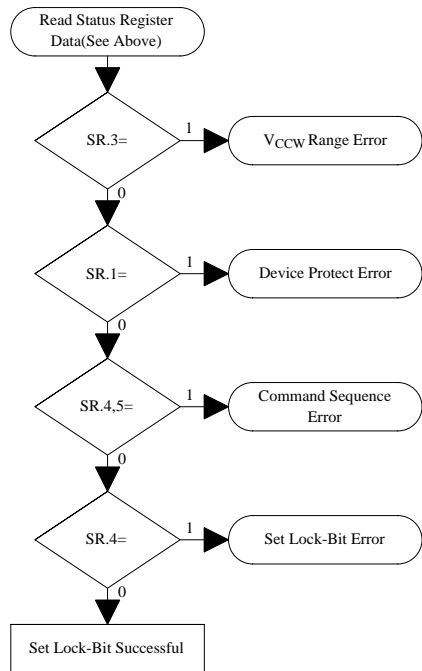 Read Status Register
Data(See Above)
SR.3=
1
VCCW Range Error
0
SR.1=
1
Device Protect Error
0
SR.4,5=
1
Command Sequence
Error
0
SR.4=
1
Set Lock-Bit Error
0
Set Lock-Bit Successful